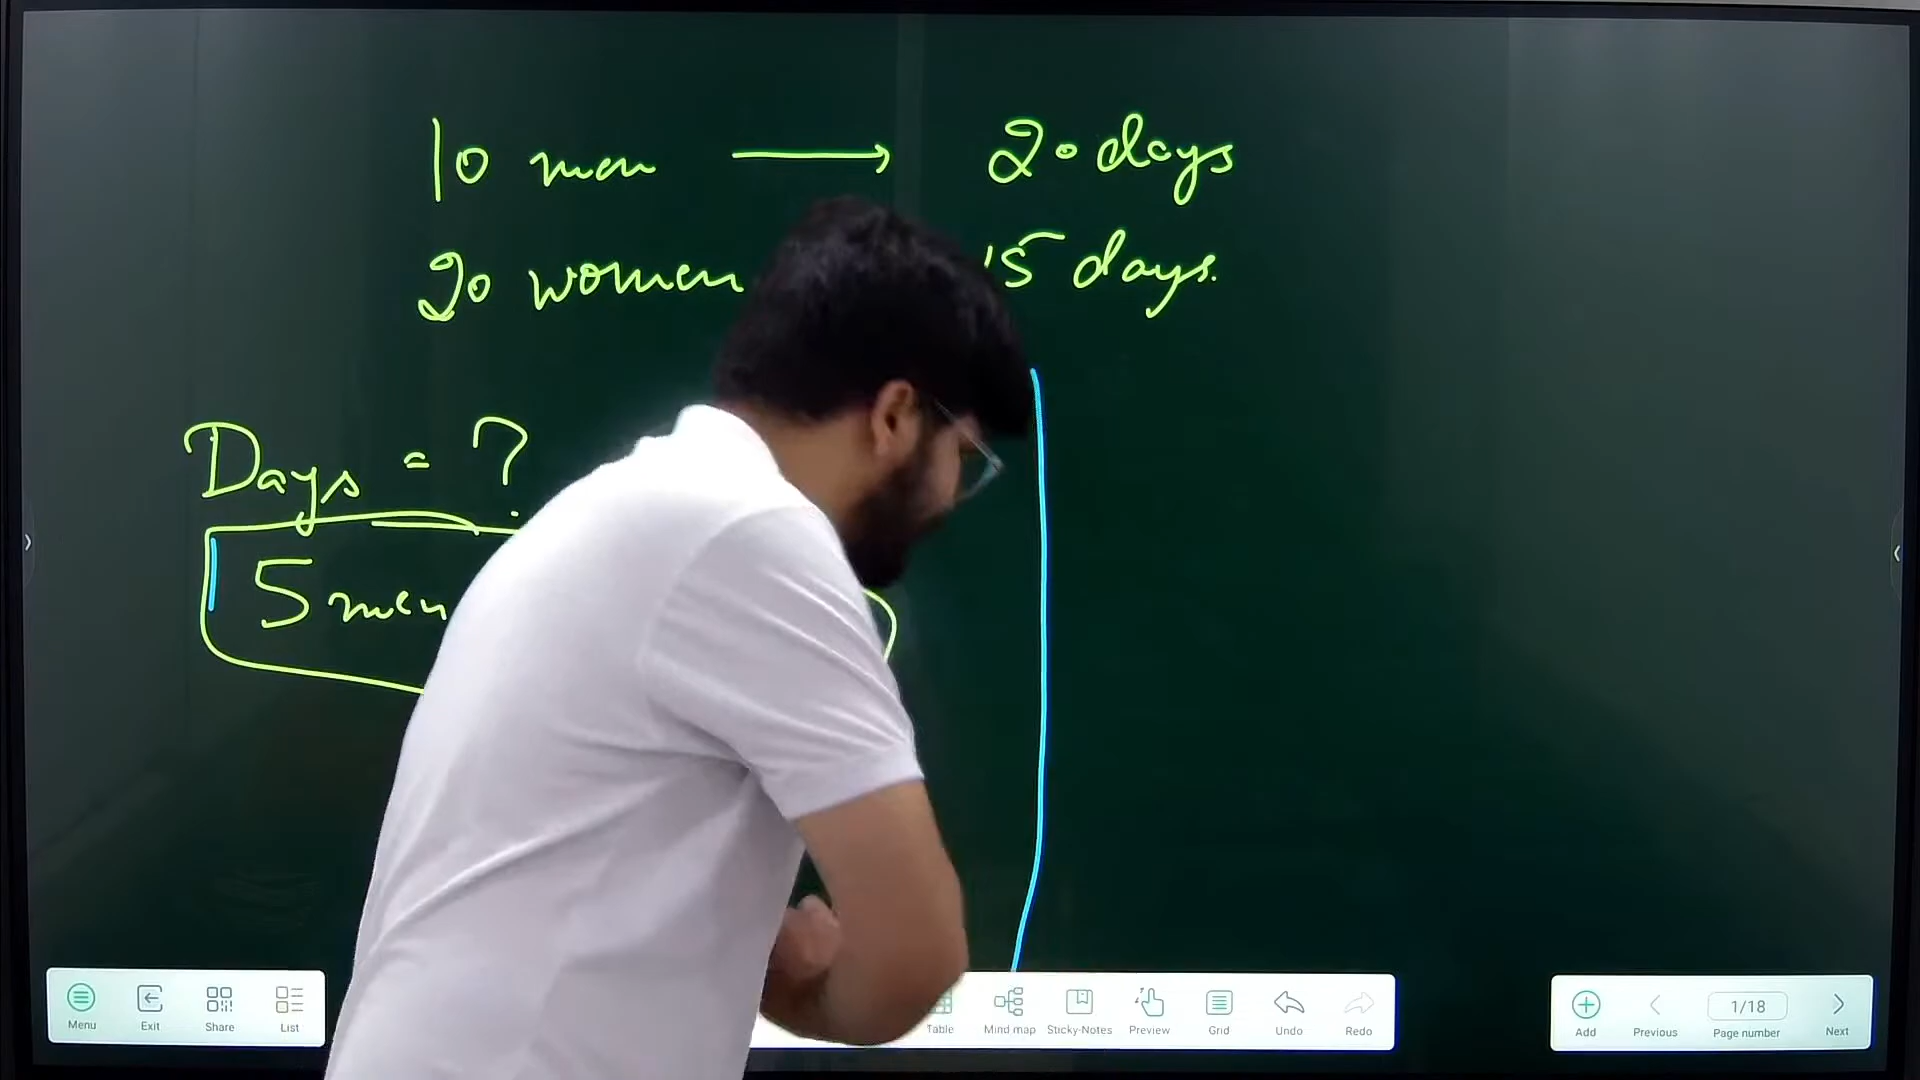 10 men → 20 days
20 women 15 days.
Days = ?
5 men
Menu Exit Share List Table Mind map Sticky-Notes Preview Grid Undo Redo Add Previous 1/18 Page number Next